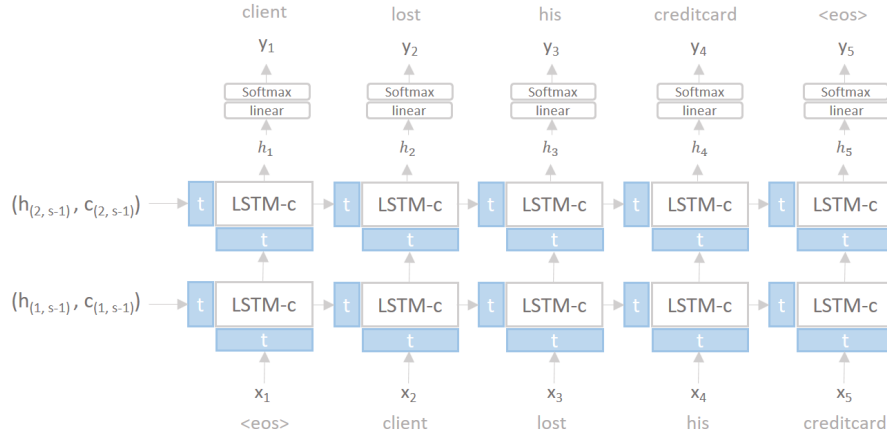 client lost his creditcard <eos>
y1 y2 y3 y4 y5
Softmax Softmax Softmax Softmax Softmax
linear linear linear linear linear
h1 h2 h3 h4 h5
(h(2, s-1) , c(2, s-1)) t LSTM-c t LSTM-c t LSTM-c t LSTM-c t LSTM-c
t t t t t
(h(1, s-1) , c(1, s-1)) t LSTM-c t LSTM-c t LSTM-c t LSTM-c t LSTM-c
t t t t t
x1 x2 x3 x4 x5
<eos> client lost his creditcard